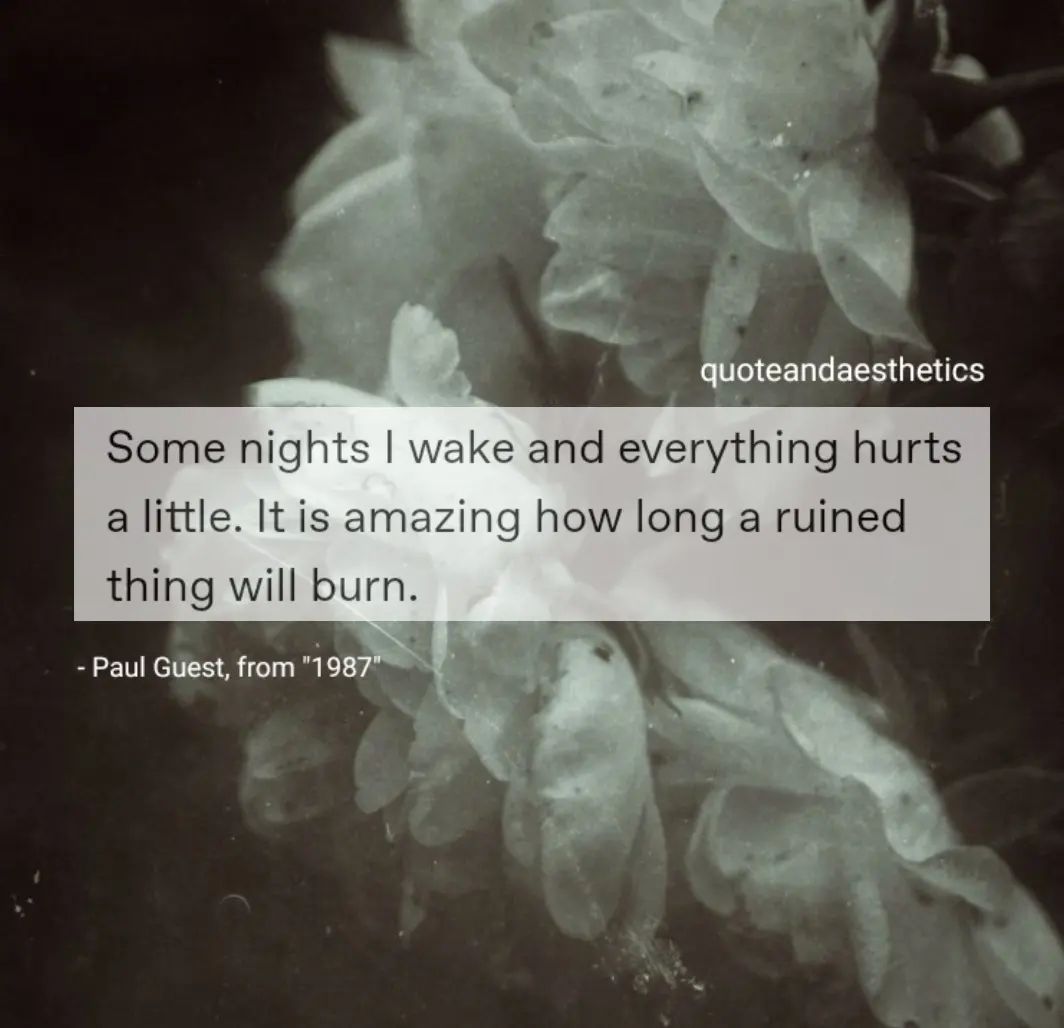 quoteandaesthetics
Some nights I wake and everything hurts
a little. It is amazing how long a ruined
thing will burn.
- Paul Guest, from "1987"